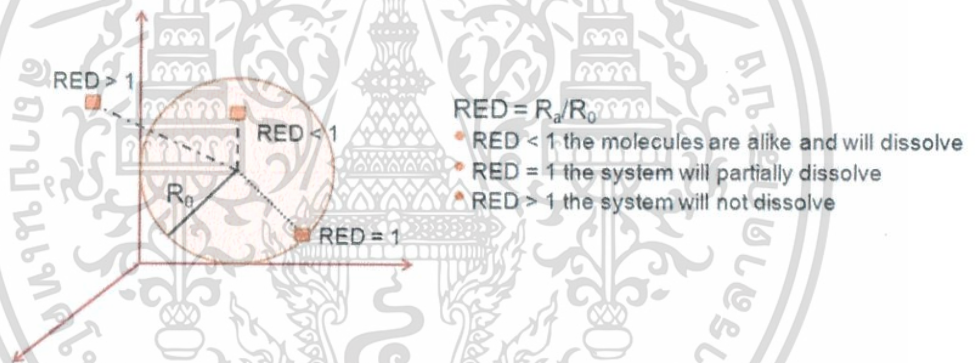 RED > 1
RED < 1
R₀
RED = 1
RED = Rₐ/R₀
• RED < 1 the molecules are alike and will dissolve
• RED = 1 the system will partially dissolve
• RED > 1 the system will not dissolve